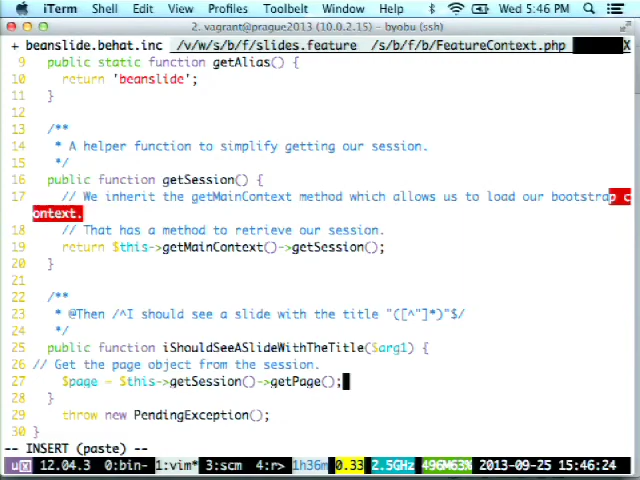 iTerm Shell Edit View Profiles Toolbelt Window Help Wed 5:46 PM
2. vagrant@prague2013 (10.0.2.15) – byobu (ssh)
+ beanslide.behat.inc /v/w/s/b/f/slides.feature /s/b/f/b/FeatureContext.php X
9 public static function getAlias() {
10 return 'beanslide';
11 }
12
13 /**
14 * A helper function to simplify getting our session.
15 */
16 public function getSession() {
17 // We inherit the getMainContext method which allows us to load our bootstrap c
ontext.
18 // That has a method to retrieve our session.
19 return $this->getMainContext()->getSession();
20 }
21
22 /**
23 * @Then /^I should see a slide with the title "([^"]*)"$/
24 */
25 public function iShouldSeeASlideWithTheTitle($arg1) {
26 // Get the page object from the session.
27 $page = $this->getSession()->getPage();
28 }
29 throw new PendingException();
30 }
-- INSERT (paste) --
u 12.04.3 0:bin- 1:vim* 3:scm 4:r> 1h36m 0.33 2.5GHz 496M63% 2013-09-25 15:46:24